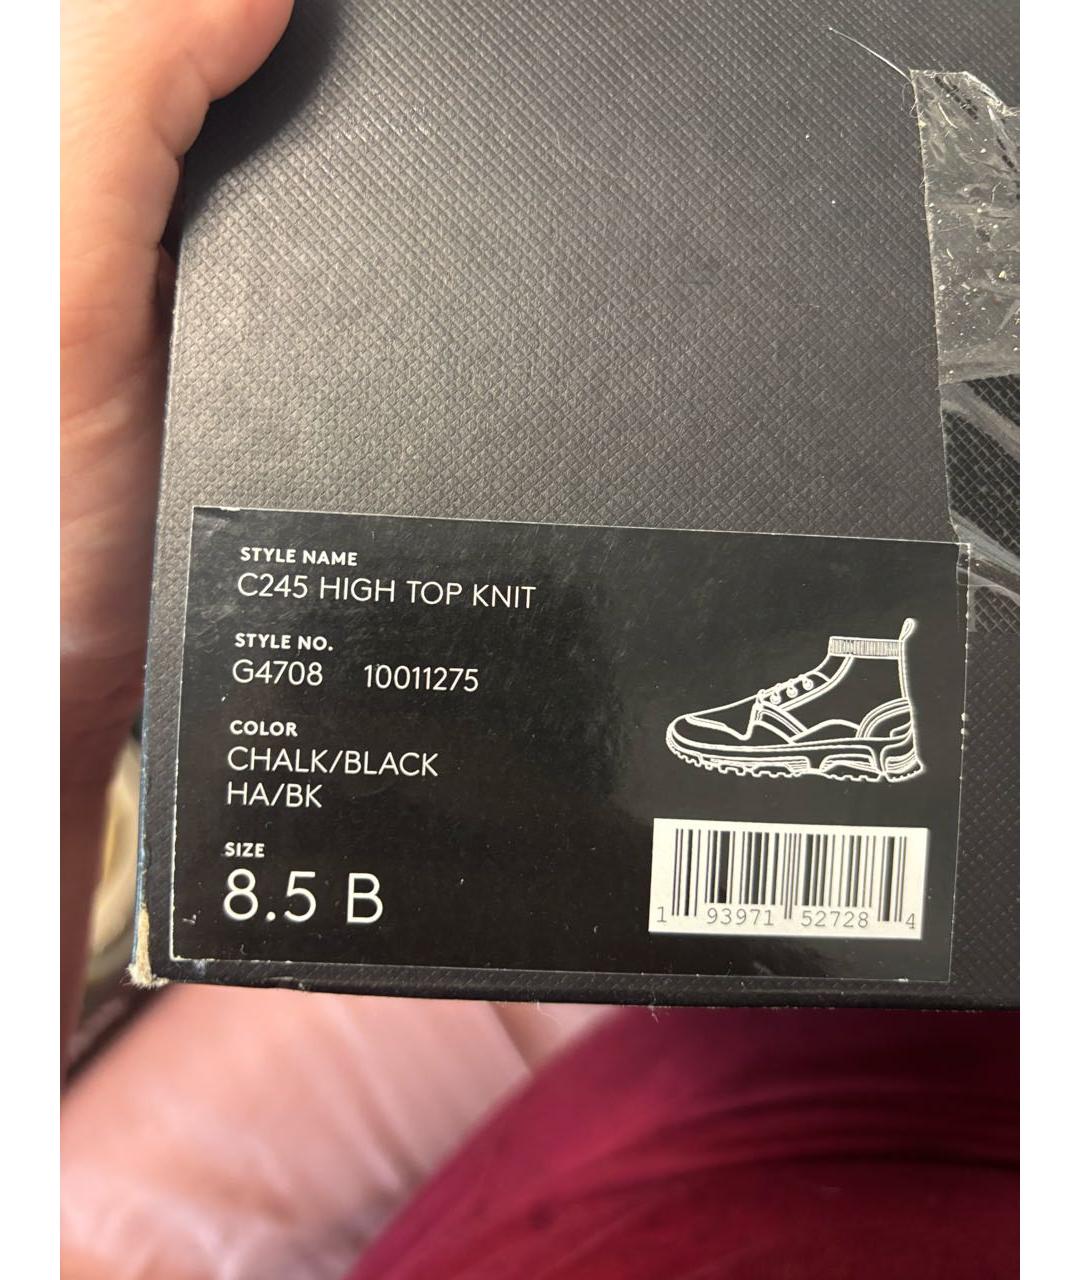 STYLE NAME
C245 HIGH TOP KNIT
STYLE NO.
G4708 10011275
COLOR
CHALK/BLACK
HA/BK
SIZE
8.5 B
1 93971 52728 4